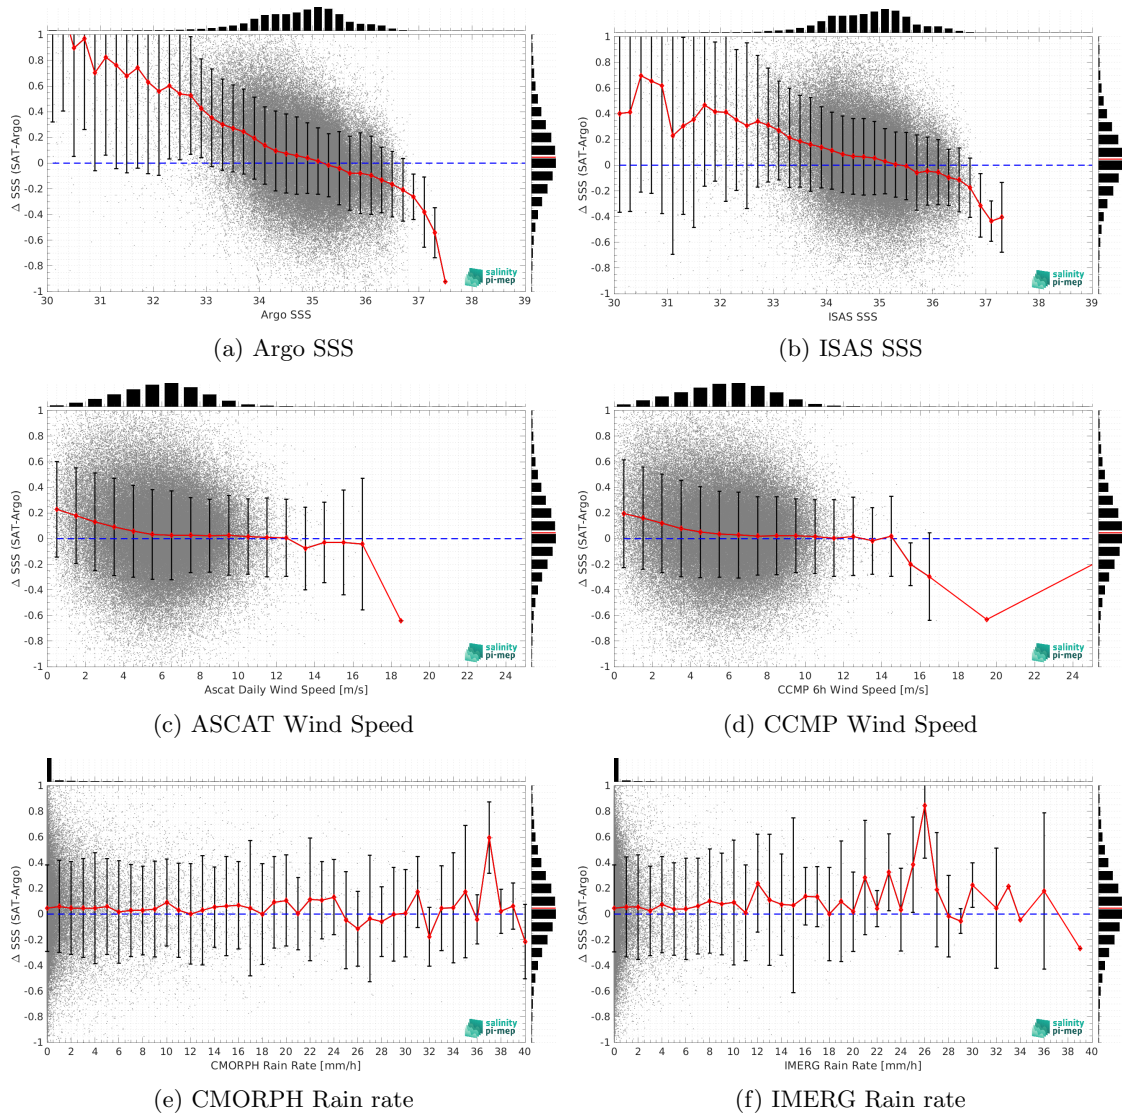 1
0.8
0.6
0.4
0.2
0
-0.2
-0.4
-0.6
-0.8
-1
Δ SSS (SAT-Argo)
30 31 32 33 34 35 36 37 38 39
Argo SSS
salinity
pi-mep
(a) Argo SSS
1
0.8
0.6
0.4
0.2
0
-0.2
-0.4
-0.6
-0.8
-1
Δ SSS (SAT-Argo)
30 31 32 33 34 35 36 37 38 39
ISAS SSS
salinity
pi-mep
(b) ISAS SSS
1
0.8
0.6
0.4
0.2
0
-0.2
-0.4
-0.6
-0.8
-1
Δ SSS (SAT-Argo)
0 2 4 6 8 10 12 14 16 18 20 22 24
Ascat Daily Wind Speed [m/s]
salinity
pi-mep
(c) ASCAT Wind Speed
1
0.8
0.6
0.4
0.2
0
-0.2
-0.4
-0.6
-0.8
-1
Δ SSS (SAT-Argo)
0 2 4 6 8 10 12 14 16 18 20 22 24
CCMP 6h Wind Speed [m/s]
salinity
pi-mep
(d) CCMP Wind Speed
1
0.8
0.6
0.4
0.2
0
-0.2
-0.4
-0.6
-0.8
-1
Δ SSS (SAT-Argo)
0 2 4 6 8 10 12 14 16 18 20 22 24 26 28 30 32 34 36 38 40
CMORPH Rain Rate [mm/h]
salinity
pi-mep
(e) CMORPH Rain rate
1
0.8
0.6
0.4
0.2
0
-0.2
-0.4
-0.6
-0.8
-1
Δ SSS (SAT-Argo)
0 2 4 6 8 10 12 14 16 18 20 22 24 26 28 30 32 34 36 38 40
IMERG Rain Rate [mm/h]
salinity
pi-mep
(f) IMERG Rain rate